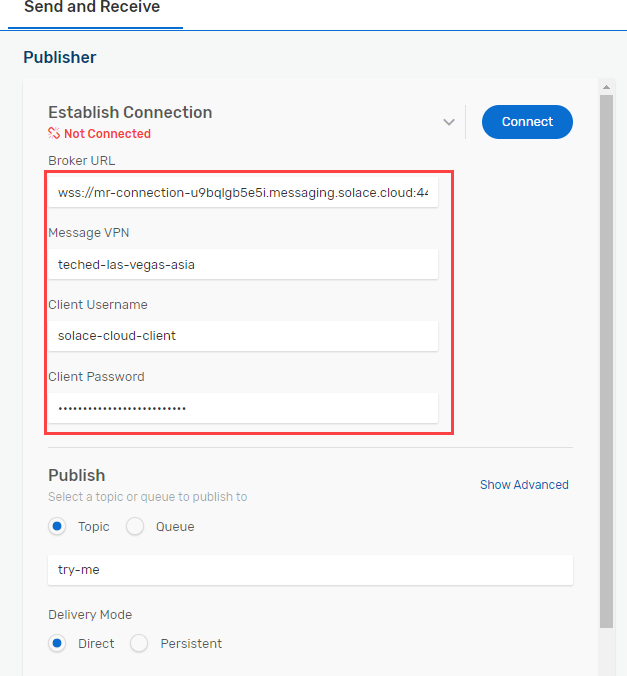 Send and Receive
Publisher
Establish Connection
Not Connected
Connect
Broker URL
wss://mr-connection-u9bqlgb5e5i.messaging.solace.cloud:44
Message VPN
teched-las-vegas-asia
Client Username
solace-cloud-client
Client Password
••••••••••••••••••••••••••
Publish
Show Advanced
Select a topic or queue to publish to
Topic Queue
try-me
Delivery Mode
Direct Persistent